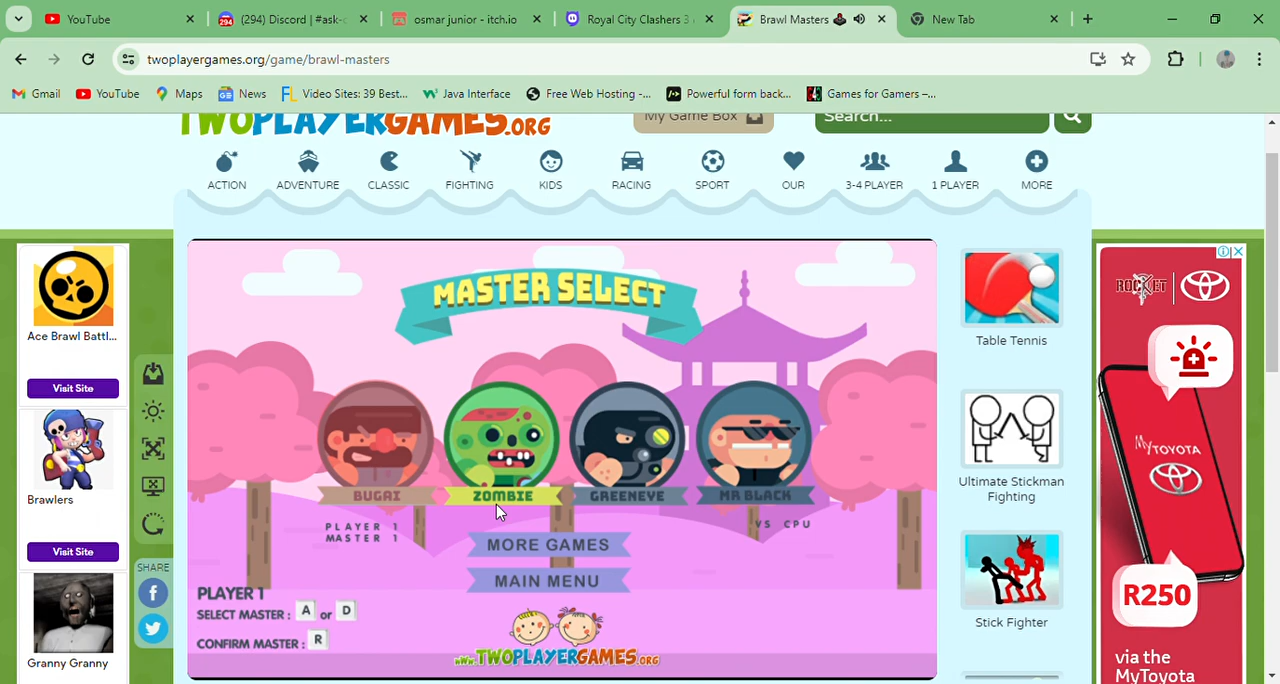 YouTube
(294) Discord | #ask-c
osmar junior - itch.io
Royal City Clashers 3
Brawl Masters
New Tab
twoplayergames.org/game/brawl-masters
Gmail
YouTube
Maps
News
Video Sites: 39 Best...
Java Interface
Free Web Hosting -...
Powerful form back...
Games for Gamers –...
TWOPLAYERGAMES.ORG
My Game Box
Search...
ACTION
ADVENTURE
CLASSIC
FIGHTING
KIDS
RACING
SPORT
OUR
3-4 PLAYER
1 PLAYER
MORE
Ace Brawl Battl...
Visit Site
Brawlers
Visit Site
Granny Granny
SHARE
MASTER SELECT
BUGAI
ZOMBIE
GREENEYE
MR BLACK
PLAYER 1
MASTER 1
VS CPU
MORE GAMES
MAIN MENU
PLAYER 1
SELECT MASTER : A or D
CONFIRM MASTER : R
www.TWOPLAYERGAMES.ORG
Table Tennis
Ultimate Stickman
Fighting
Stick Fighter
ROCKET
TOYOTA
MYTOYOTA
R250
via the
MyToyota